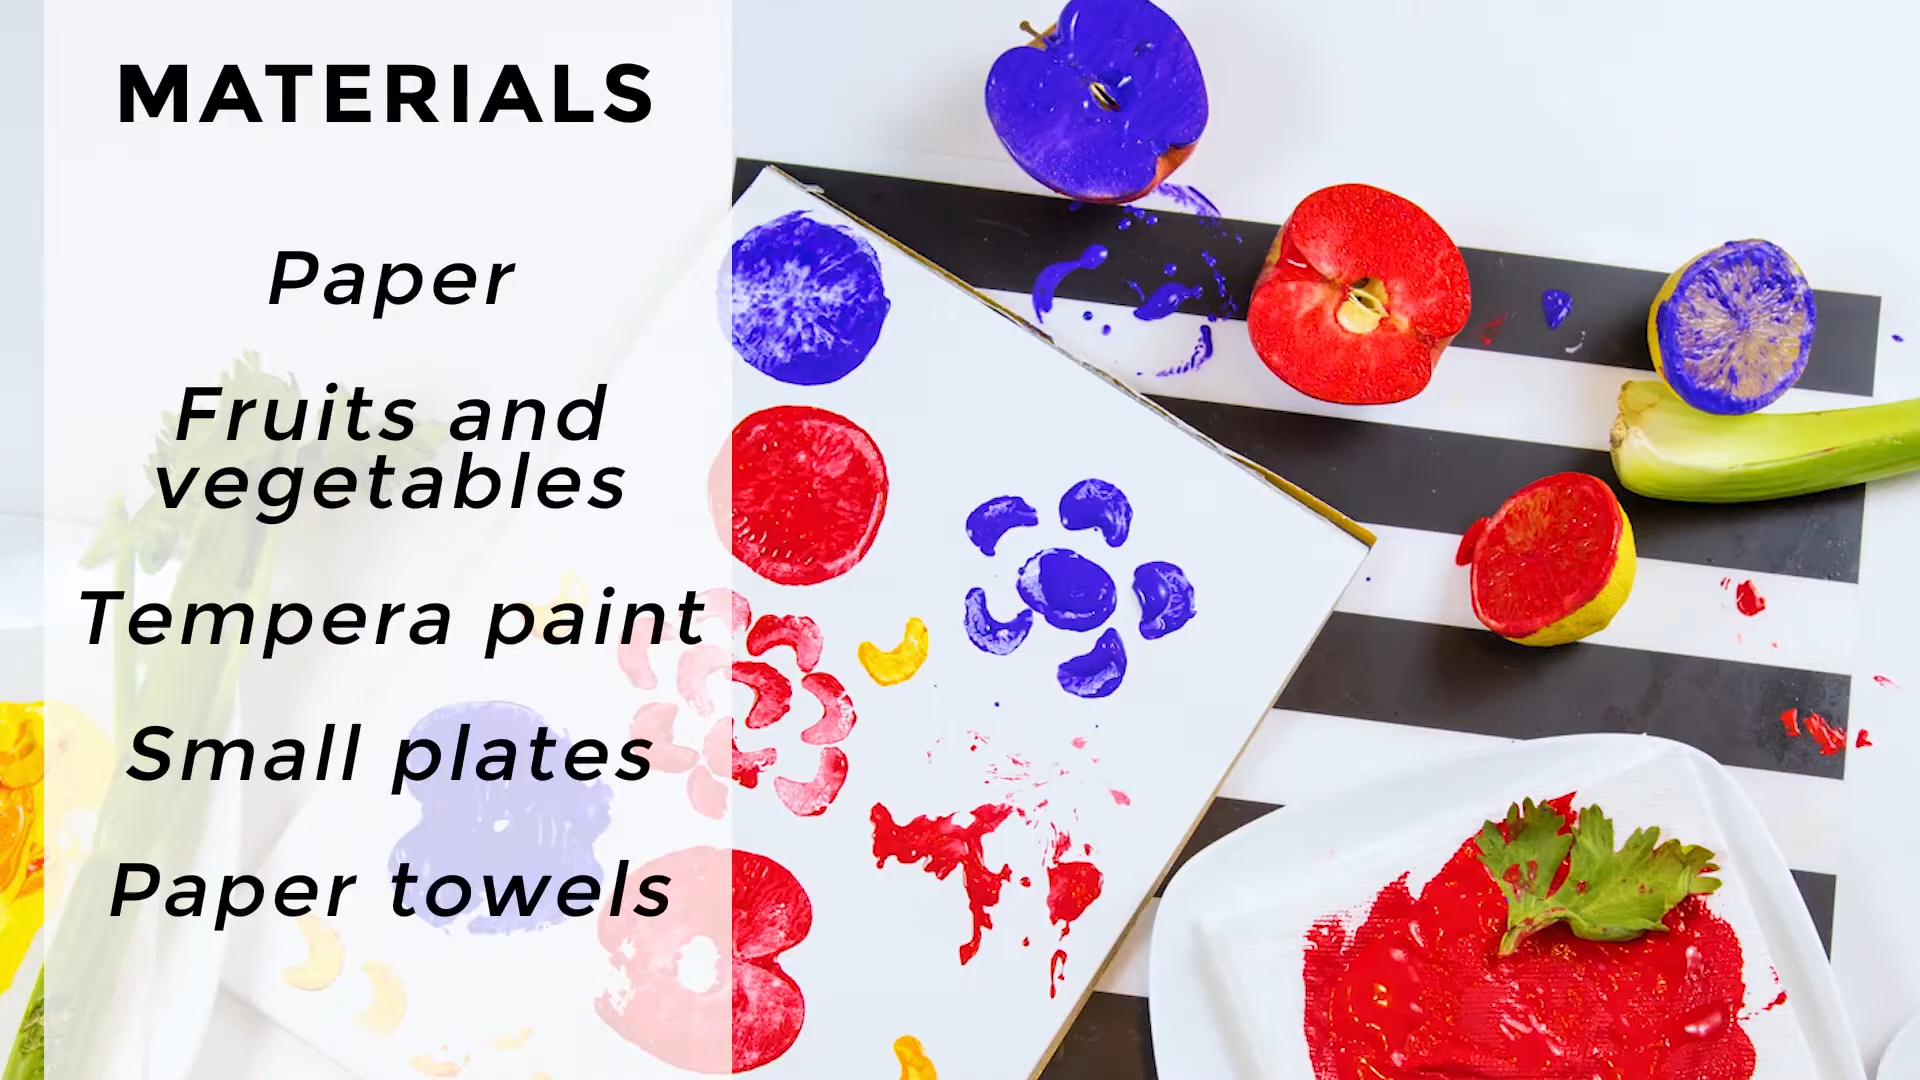 MATERIALS
Paper
Fruits and
vegetables
Tempera paint
Small plates
Paper towels